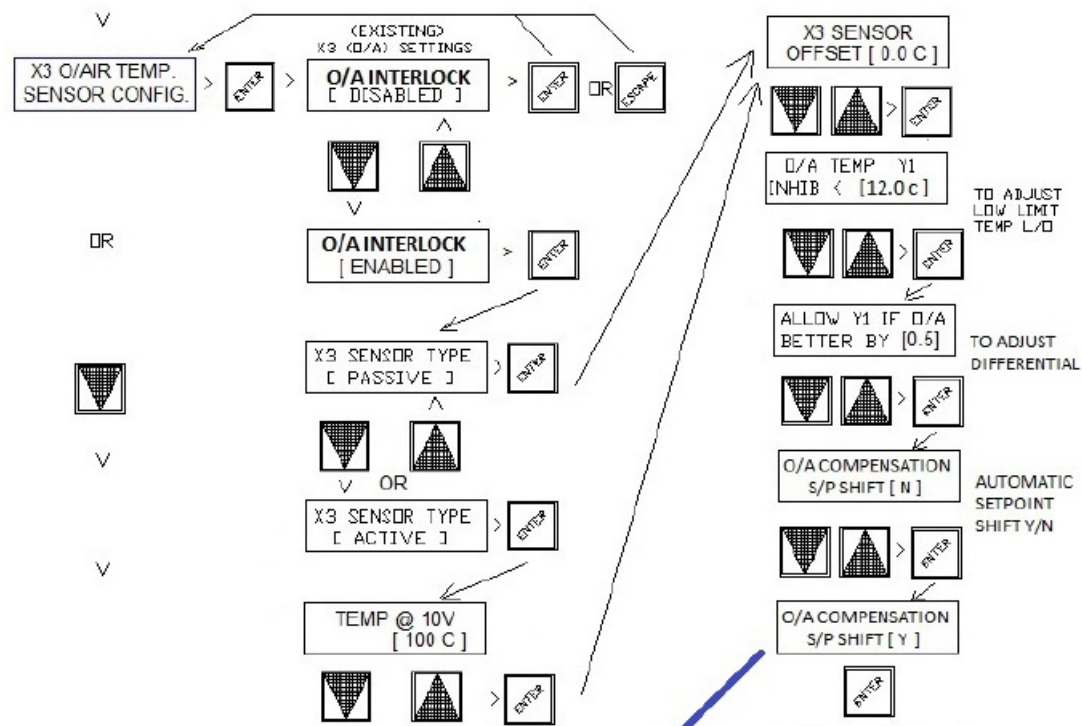 (EXISTING)
X3 (O/A) SETTINGS
X3 O/AIR TEMP.
SENSOR CONFIG.
>
ENTER
>
O/A INTERLOCK
[ DISABLED ]
>
ENTER
OR
ESCAPE
OR
O/A INTERLOCK
[ ENABLED ]
>
ENTER
X3 SENSOR TYPE
[ PASSIVE ]
>
ENTER
OR
X3 SENSOR TYPE
[ ACTIVE ]
>
ENTER
TEMP @ 10V
[ 100 C ]
>
ENTER
X3 SENSOR
OFFSET [ 0.0 C ]
>
ENTER
O/A TEMP Y1
INHIB < [12.0c]
TO ADJUST
LOW LIMIT
TEMP L/O
>
ENTER
ALLOW Y1 IF O/A
BETTER BY [0.5]
TO ADJUST
DIFFERENTIAL
>
ENTER
O/A COMPENSATION
S/P SHIFT [ N ]
AUTOMATIC
SETPOINT
SHIFT Y/N
>
ENTER
O/A COMPENSATION
S/P SHIFT [ Y ]
ENTER